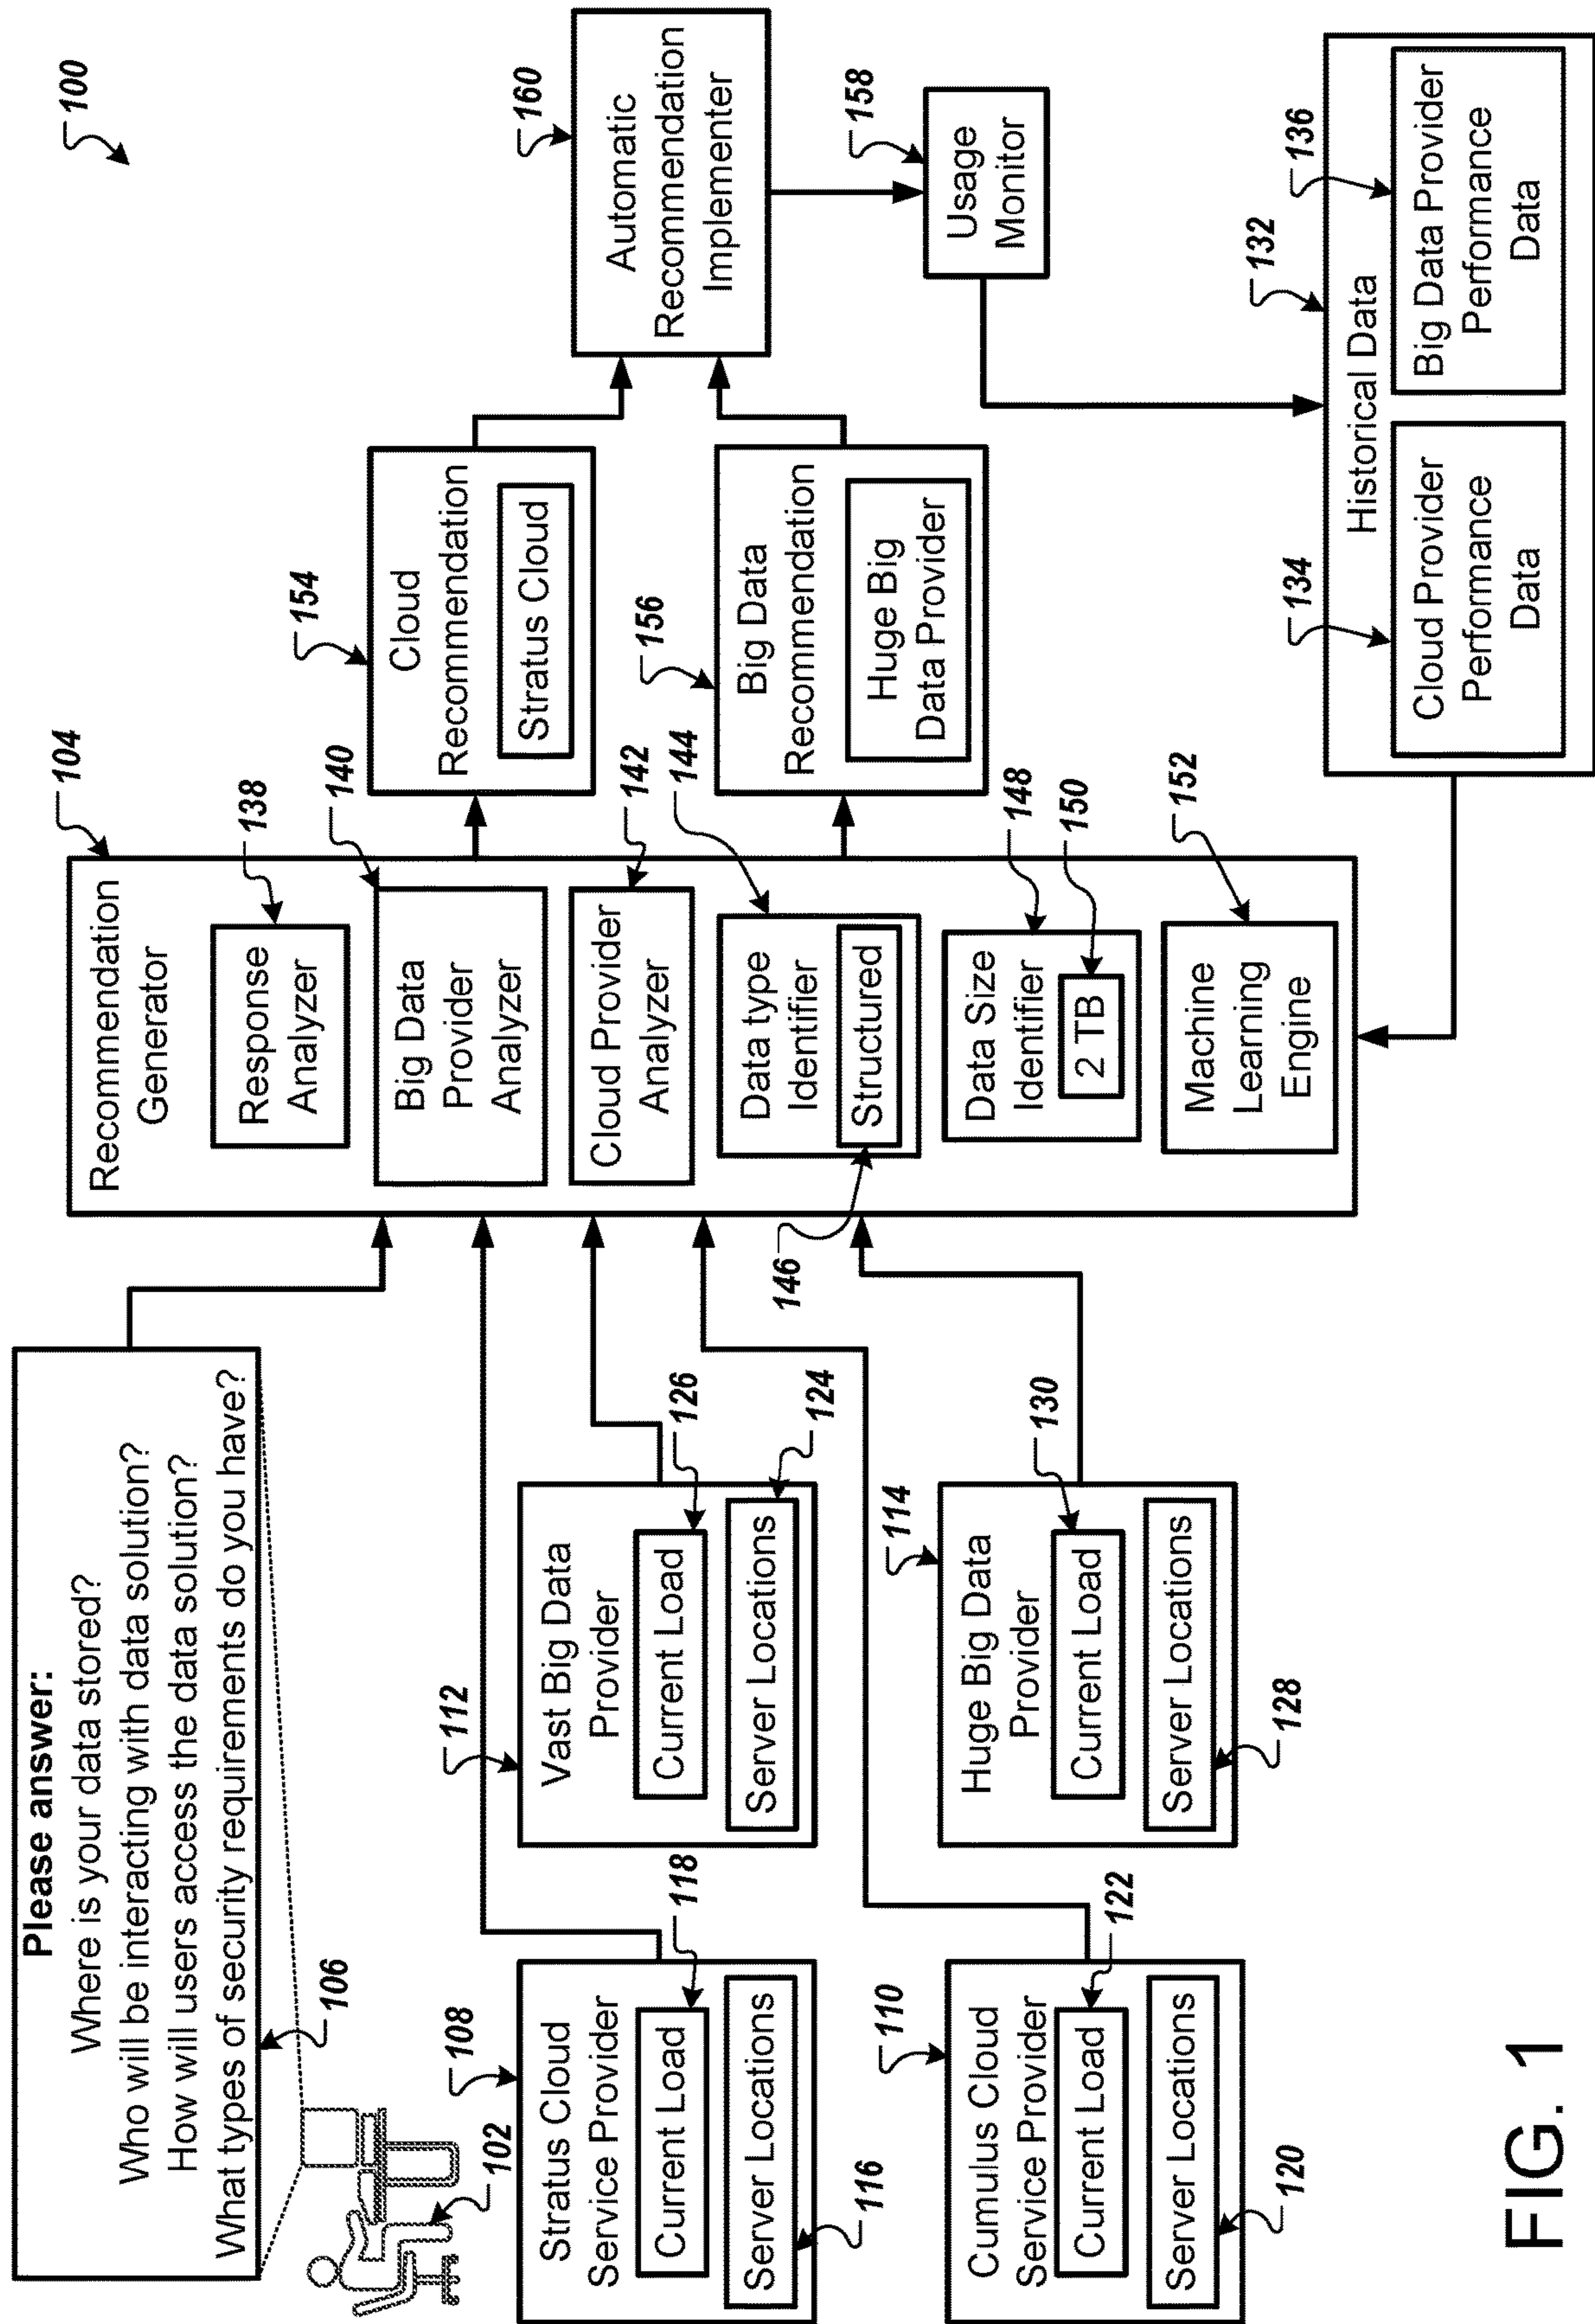 100
Please answer:
Where is your data stored?
Who will be interacting with data solution?
How will users access the data solution?
What types of security requirements do you have?
106
102
108
Stratus Cloud
Service Provider
Current Load
118
Server Locations
116
110
Cumulus Cloud
Service Provider
Current Load
122
Server Locations
120
112
Vast Big Data
Provider
Current Load
126
Server Locations
124
114
Huge Big Data
Provider
Current Load
130
Server Locations
128
104
Recommendation
Generator
138
Response
Analyzer
140
Big Data
Provider
Analyzer
142
Cloud Provider
Analyzer
144
Data type
Identifier
Structured
146
148
Data Size
Identifier
150
2 TB
152
Machine
Learning
Engine
154
Cloud
Recommendation
Stratus Cloud
156
Big Data
Recommendation
Huge Big
Data Provider
160
Automatic
Recommendation
Implementer
158
Usage
Monitor
132
Historical Data
134
Cloud Provider
Performance
Data
136
Big Data Provider
Performance
Data
FIG. 1